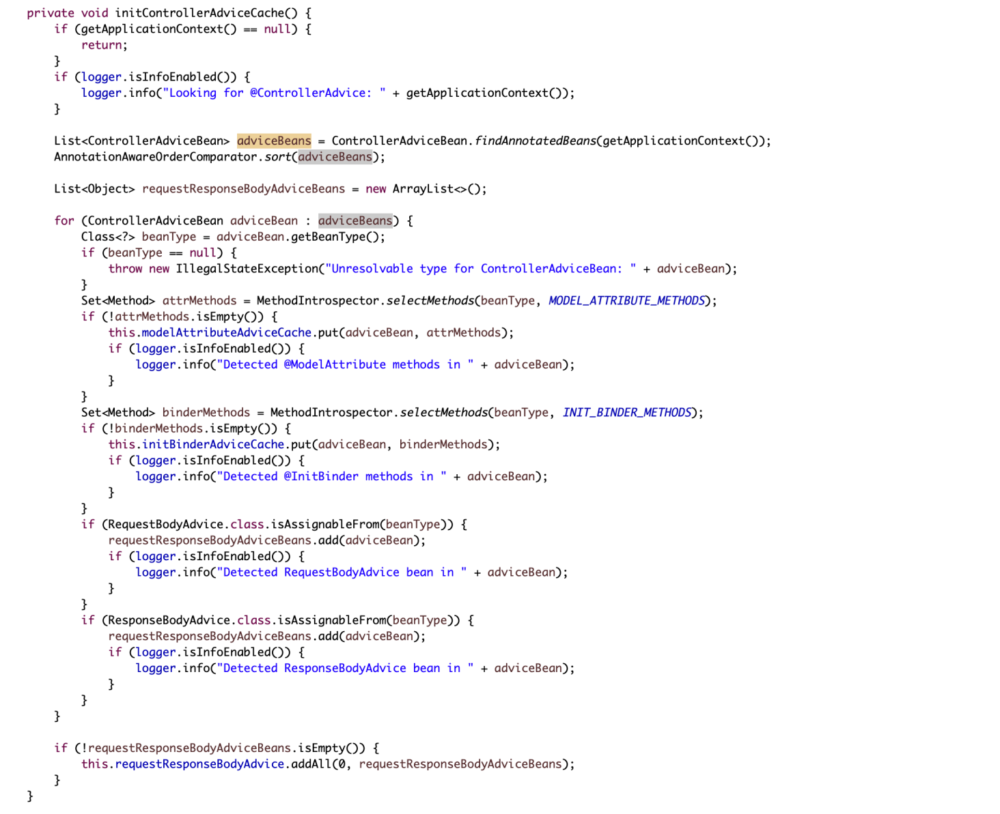 private void initControllerAdviceCache() {
    if (getApplicationContext() == null) {
        return;
    }
    if (logger.isInfoEnabled()) {
        logger.info("Looking for @ControllerAdvice: " + getApplicationContext());
    }

    List<ControllerAdviceBean> adviceBeans = ControllerAdviceBean.findAnnotatedBeans(getApplicationContext());
    AnnotationAwareOrderComparator.sort(adviceBeans);

    List<Object> requestResponseBodyAdviceBeans = new ArrayList<>();

    for (ControllerAdviceBean adviceBean : adviceBeans) {
        Class<?> beanType = adviceBean.getBeanType();
        if (beanType == null) {
            throw new IllegalStateException("Unresolvable type for ControllerAdviceBean: " + adviceBean);
        }
        Set<Method> attrMethods = MethodIntrospector.selectMethods(beanType, MODEL_ATTRIBUTE_METHODS);
        if (!attrMethods.isEmpty()) {
            this.modelAttributeAdviceCache.put(adviceBean, attrMethods);
            if (logger.isInfoEnabled()) {
                logger.info("Detected @ModelAttribute methods in " + adviceBean);
            }
        }
        Set<Method> binderMethods = MethodIntrospector.selectMethods(beanType, INIT_BINDER_METHODS);
        if (!binderMethods.isEmpty()) {
            this.initBinderAdviceCache.put(adviceBean, binderMethods);
            if (logger.isInfoEnabled()) {
                logger.info("Detected @InitBinder methods in " + adviceBean);
            }
        }
        if (RequestBodyAdvice.class.isAssignableFrom(beanType)) {
            requestResponseBodyAdviceBeans.add(adviceBean);
            if (logger.isInfoEnabled()) {
                logger.info("Detected RequestBodyAdvice bean in " + adviceBean);
            }
        }
        if (ResponseBodyAdvice.class.isAssignableFrom(beanType)) {
            requestResponseBodyAdviceBeans.add(adviceBean);
            if (logger.isInfoEnabled()) {
                logger.info("Detected ResponseBodyAdvice bean in " + adviceBean);
            }
        }
    }

    if (!requestResponseBodyAdviceBeans.isEmpty()) {
        this.requestResponseBodyAdvice.addAll(0, requestResponseBodyAdviceBeans);
    }
}